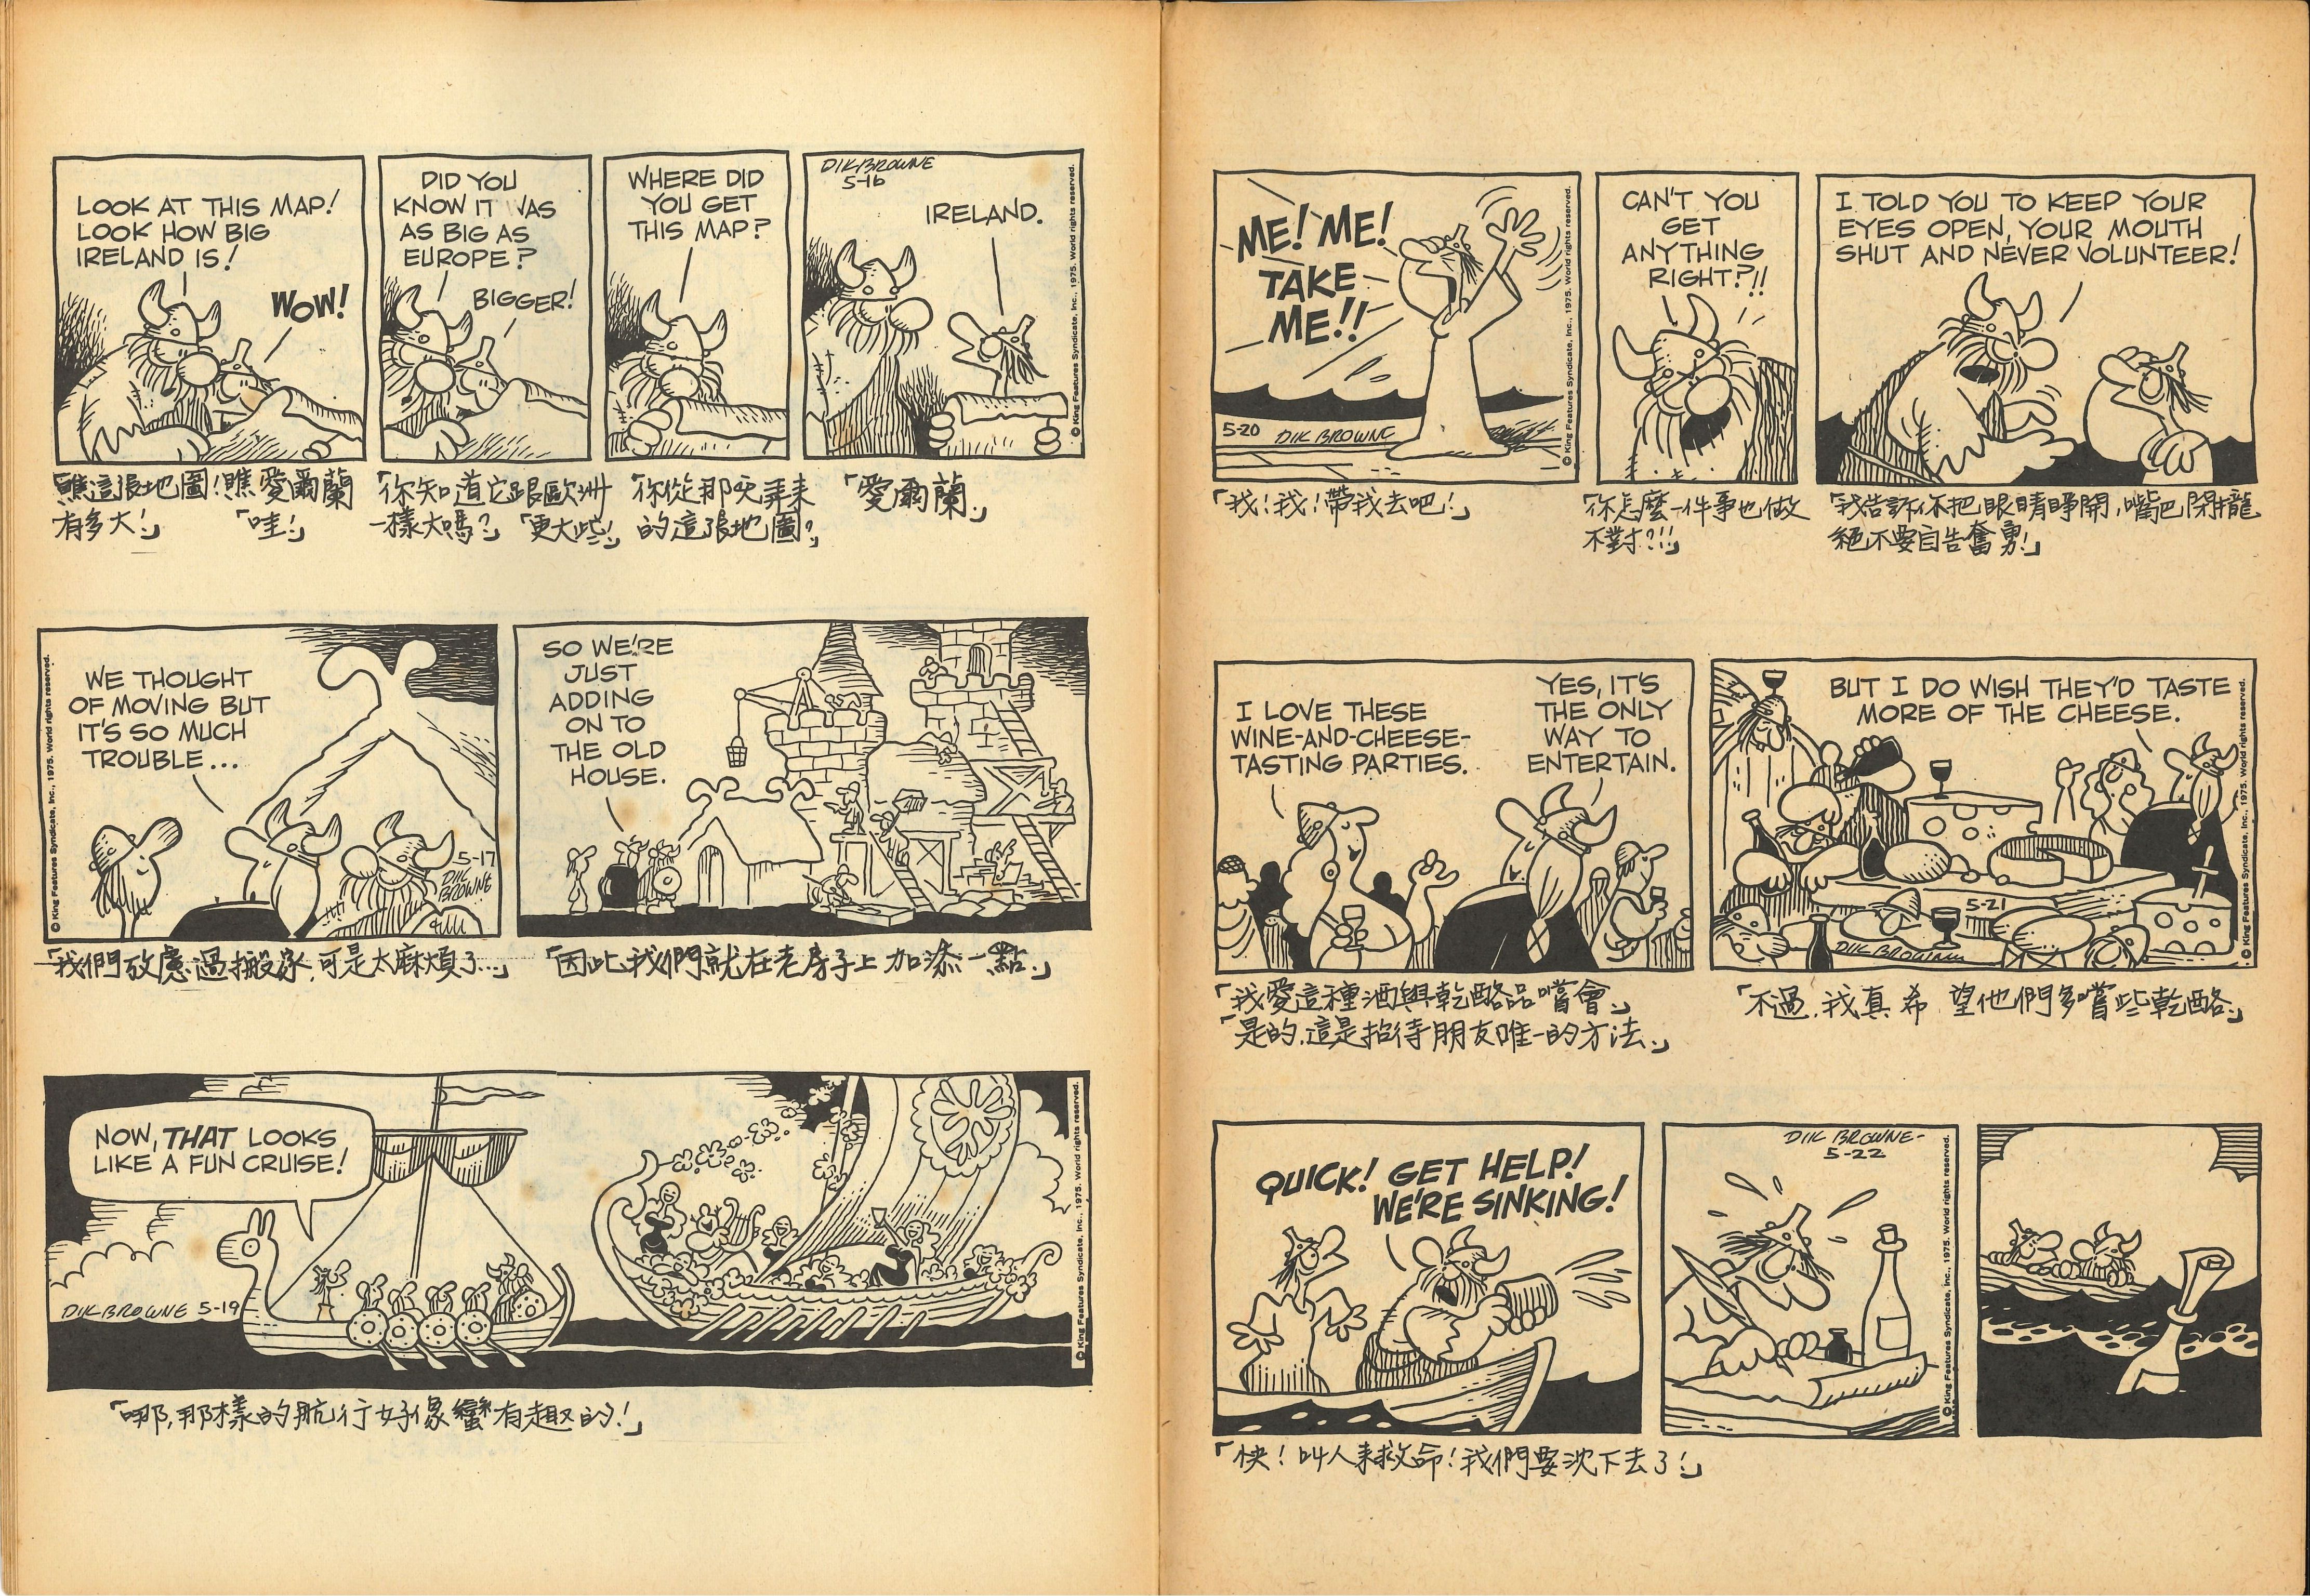 LOOK AT THIS MAP!
LOOK HOW BIG
IRELAND IS!
WOW!
DID YOU
KNOW IT WAS
AS BIG AS
EUROPE?
BIGGER!
WHERE DID
YOU GET
THIS MAP?
DIK BROWNE
5-16
IRELAND.
© King Features Syndicate, Inc., 1975. World rights reserved.
「瞧這張地圖!瞧愛爾蘭
有多大!」
「哇!」
「你知道它跟歐洲
一樣大嗎?」
「更大些!」
「你從那兒弄來
的這張地圖?」
「愛爾蘭.」
© King Features Syndicate, Inc., 1975. World rights reserved.
WE THOUGHT
OF MOVING BUT
IT'S SO MUCH
TROUBLE...
5-17
DIK
BROWNE
SO WE'RE
JUST
ADDING
ON TO
THE OLD
HOUSE.
「我們攷慮過搬家,可是太麻煩了...」
「因此,我們就在老房子上加添一點.」
NOW, THAT LOOKS
LIKE A FUN CRUISE!
DIK BROWNE 5-19
© King Features Syndicate, Inc., 1975. World rights reserved.
「哪,那樣的航行好像蠻有趣的!」
ME! ME!
TAKE
ME!!
5-20 DIK BROWNE
© King Features Syndicate, Inc., 1975. World rights reserved.
CAN'T YOU
GET
ANYTHING
RIGHT?!!
I TOLD YOU TO KEEP YOUR
EYES OPEN, YOUR MOUTH
SHUT AND NEVER VOLUNTEER!
「我!我!帶我去吧!」
「你怎麼一件事也做
不對?!!」
「我告訴你把眼睛睜開,嘴巴閉攏
絕不要自告奮勇!」
I LOVE THESE
WINE-AND-CHEESE-
TASTING PARTIES.
YES, IT'S
THE ONLY
WAY TO
ENTERTAIN.
BUT I DO WISH THEY'D TASTE
MORE OF THE CHEESE.
5-21
DIK BROWNE
© King Features Syndicate, Inc., 1975. World rights reserved.
「我愛這種酒與乾酪品嚐會.」
「是的.這是招待朋友唯一的方法.」
「不過.我真希望他們多嚐些乾酪.」
QUICK! GET HELP!
WE'RE SINKING!
DIK BROWNE-
5-22
© King Features Syndicate, Inc., 1975. World rights reserved.
「快!叫人來救命!我們要沈下去了!」